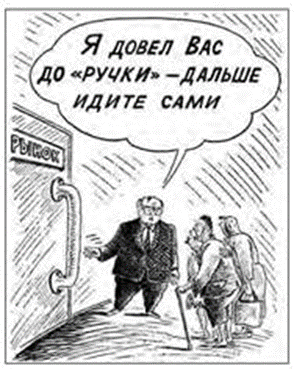 Я ДОВЕЛ ВАС
ДО «РУЧКИ» – ДАЛЬШЕ
ИДИТЕ САМИ
РЫНОК